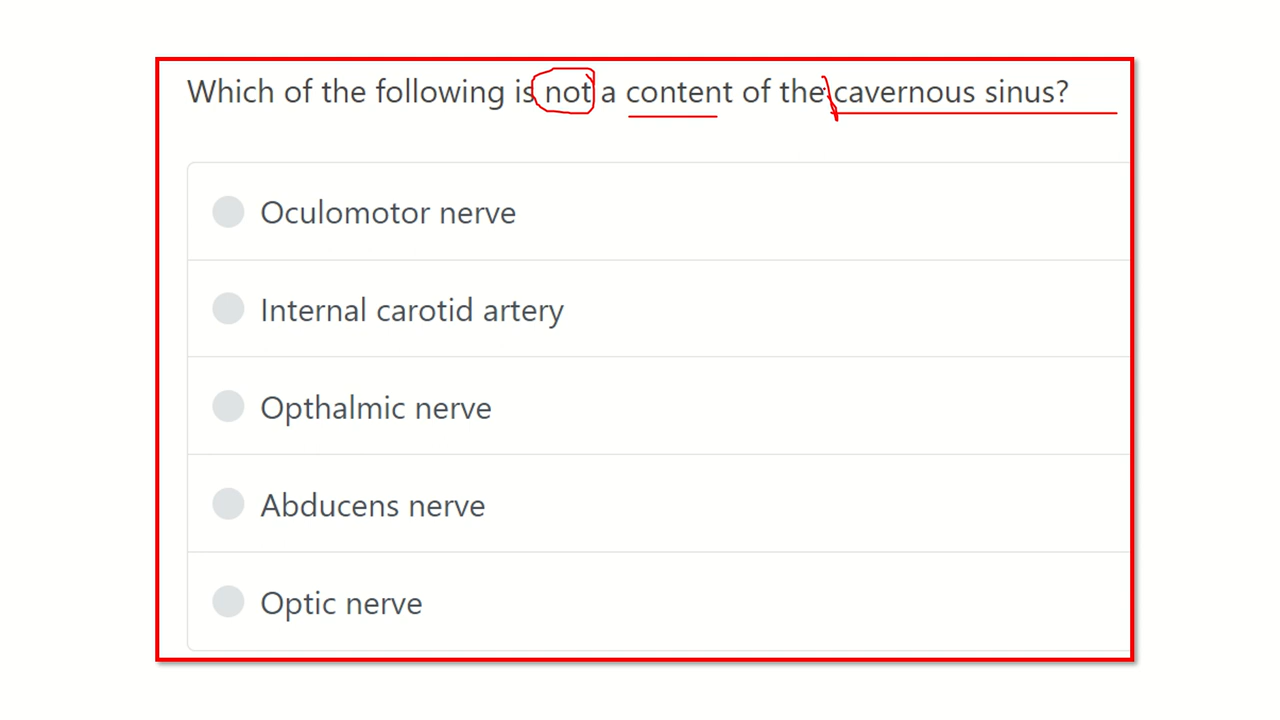 Which of the following is not a content of the cavernous sinus?
Oculomotor nerve
Internal carotid artery
Opthalmic nerve
Abducens nerve
Optic nerve